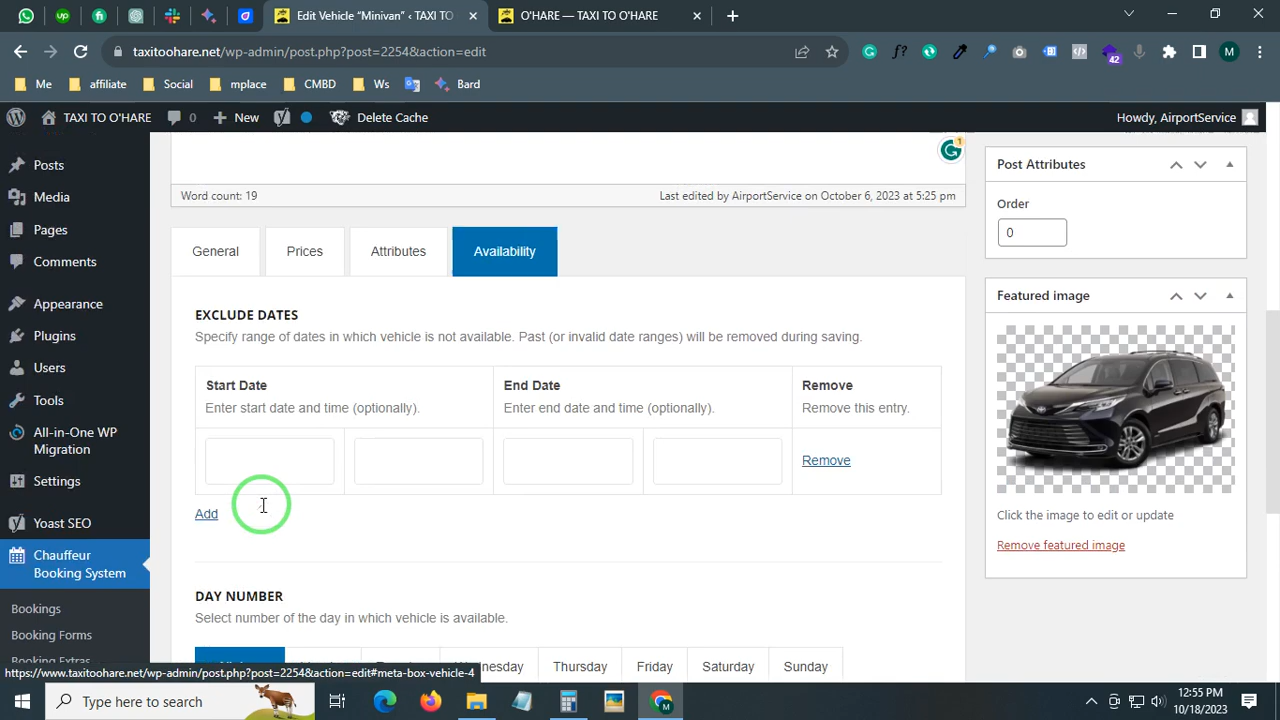 Edit Vehicle “Minivan” ‹ TAXI TO
O'HARE — TAXI TO O'HARE
taxitoohare.net/wp-admin/post.php?post=2254&action=edit
42
M
Me
affiliate
Social
mplace
CMBD
Ws
Bard
TAXI TO O'HARE
0
New
Delete Cache
Howdy, AirportService
Posts
Media
Pages
Comments
Appearance
Plugins
Users
Tools
All-in-One WP
Migration
Settings
Yoast SEO
Chauffeur
Booking System
Bookings
Booking Forms
Booking Extras
1
Word count: 19
Last edited by AirportService on October 6, 2023 at 5:25 pm
General
Prices
Attributes
Availability
EXCLUDE DATES
Specify range of dates in which vehicle is not available. Past (or invalid date ranges) will be removed during saving.
Start Date
End Date
Remove
Enter start date and time (optionally).
Enter end date and time (optionally).
Remove this entry.
Remove
Add
DAY NUMBER
Select number of the day in which vehicle is available.
Thursday
Friday
Saturday
Sunday
Post Attributes
Order
0
Featured image
Click the image to edit or update
Remove featured image
https://www.taxitoohare.net/wp-admin/post.php?post=2254&action=edit#meta-box-vehicle-4
Type here to search
12:55 PM
10/18/2023